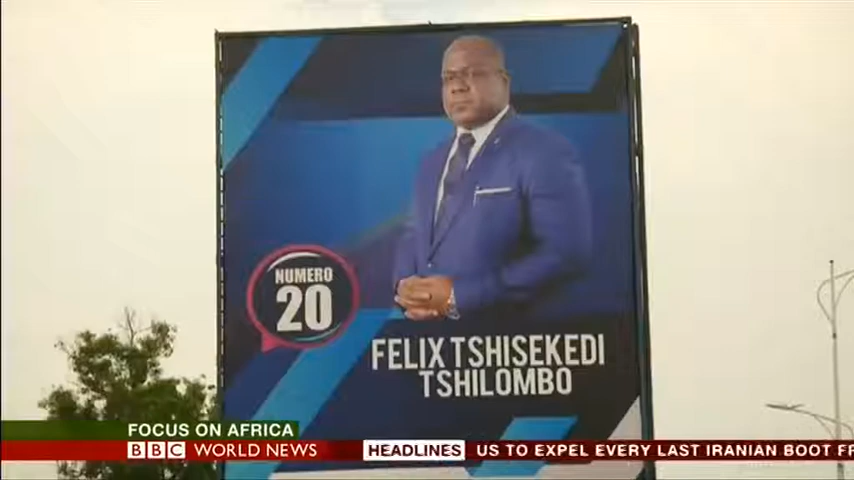 NUMERO
20
FELIX TSHISEKEDI
TSHILOMBO
FOCUS ON AFRICA
BBC WORLD NEWS
HEADLINES US TO EXPEL EVERY LAST IRANIAN BOOT